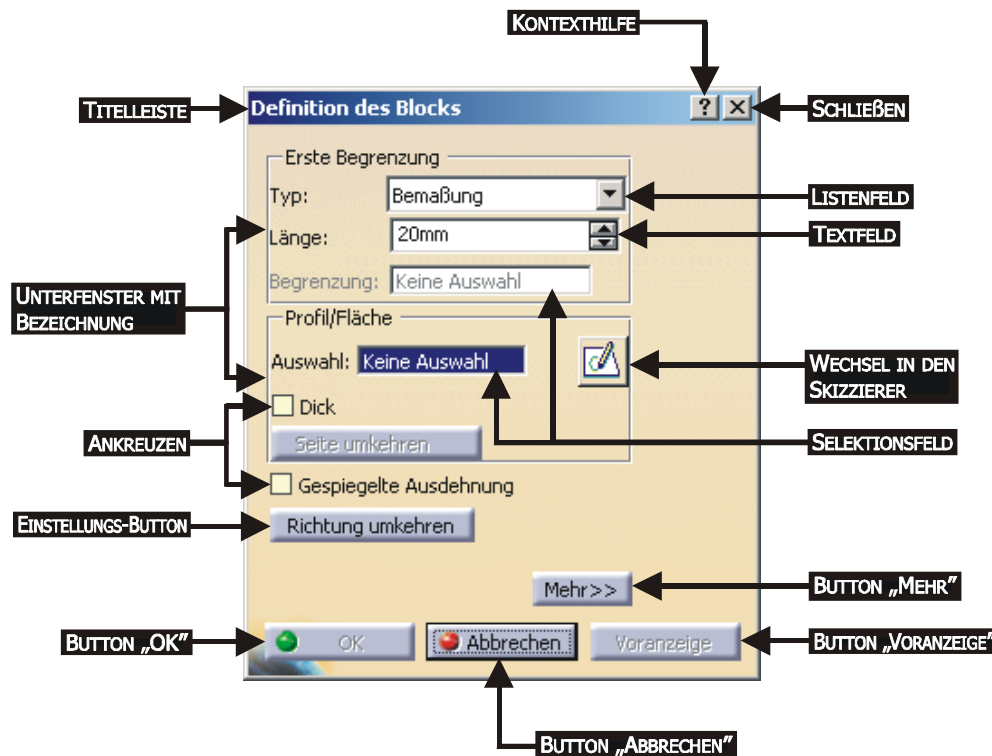 KONTEXTHILFE
TITELLEISTE
Definition des Blocks
?
SCHLIEßEN
Erste Begrenzung
Typ:
Bemaßung
LISTENFELD
Länge:
20mm
TEXTFELD
Begrenzung:
Keine Auswahl
UNTERFENSTER MIT
BEZEICHNUNG
Profil/Fläche
Auswahl:
Keine Auswahl
WECHSEL IN DEN
SKIZZIERER
Dick
ANKREUZEN
Seite umkehren
SELEKTIONSFELD
Gespiegelte Ausdehnung
EINSTELLUNGS-BUTTON
Richtung umkehren
Mehr>>
BUTTON „MEHR”
BUTTON „OK”
OK
Abbrechen
Voranzeige
BUTTON „VORANZEIGE”
BUTTON „ABBRECHEN”